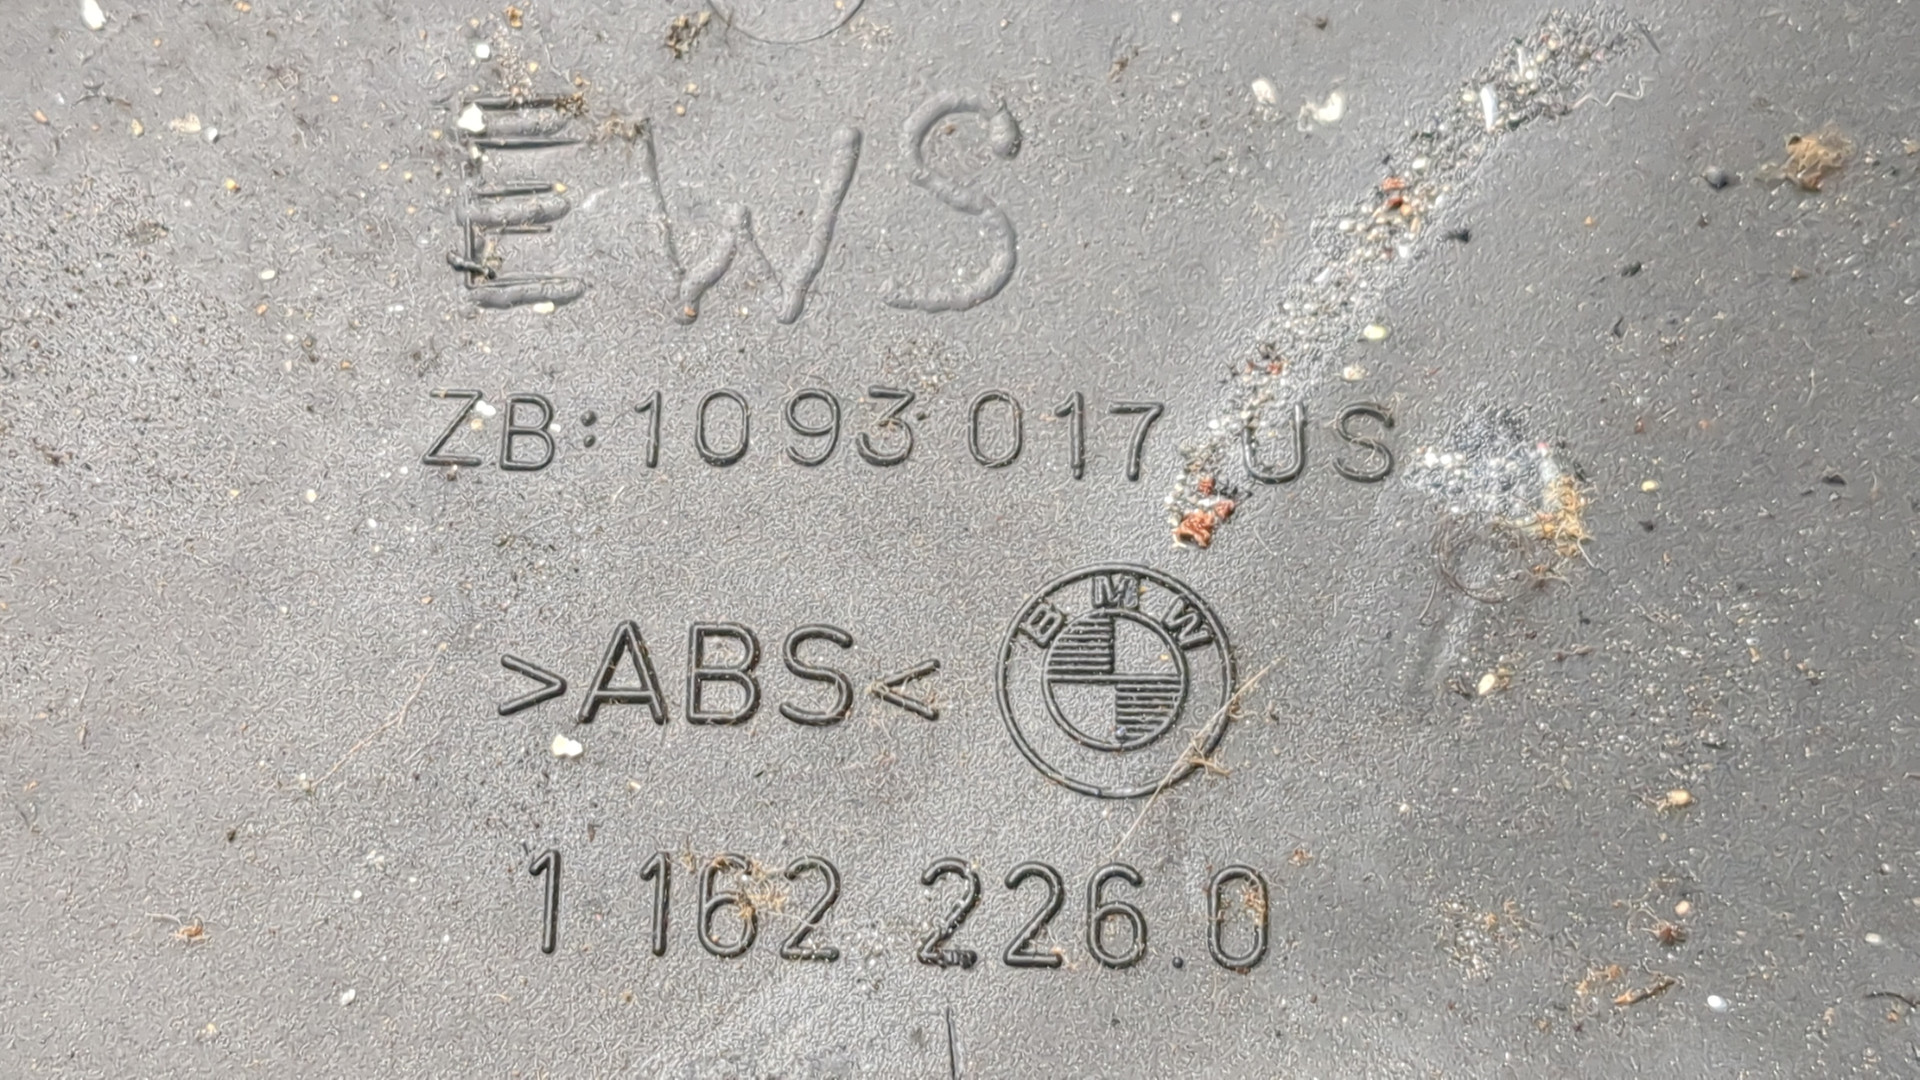 EWS
ZB: 1093 017 US
>ABS<
BMW
1 162 226.0